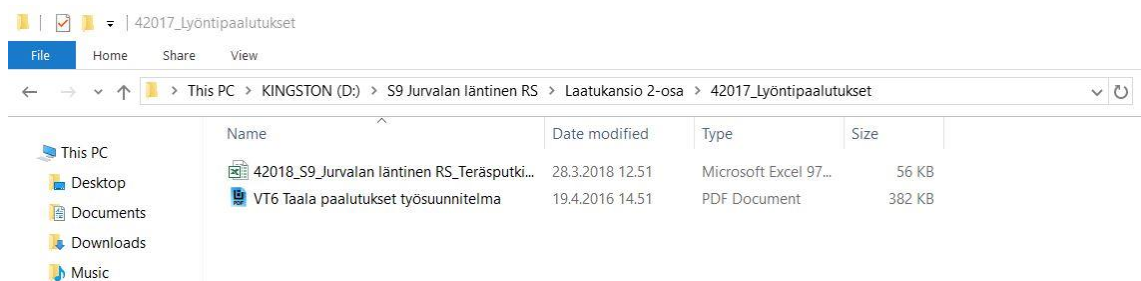 42017_Lyöntipaalutukset
File Home Share View
This PC > KINGSTON (D:) > S9 Jurvalan läntinen RS > Laatukansio 2-osa > 42017_Lyöntipaalutukset
Name Date modified Type Size
This PC
42018_S9_Jurvalan läntinen RS_Teräsputki... 28.3.2018 12.51 Microsoft Excel 97... 56 KB
Desktop
VT6 Taala paalutukset työsuunnitelma 19.4.2016 14.51 PDF Document 382 KB
Documents
Downloads
Music